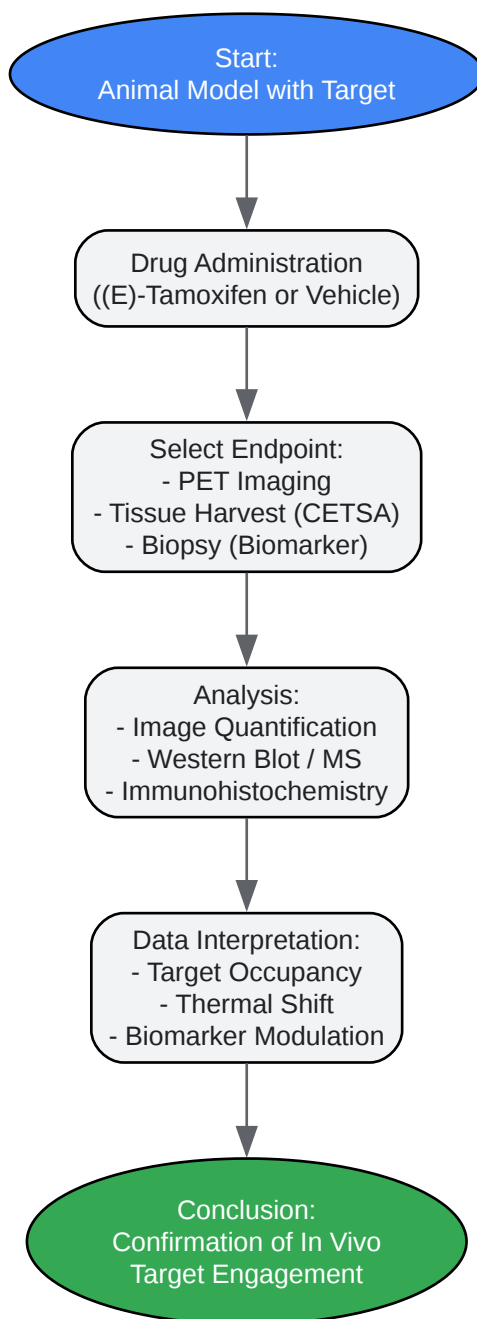 Start:
Animal Model with Target
Drug Administration
((E)-Tamoxifen or Vehicle)
Select Endpoint:
- PET Imaging
- Tissue Harvest (CETSA)
- Biopsy (Biomarker)
Analysis:
- Image Quantification
- Western Blot / MS
- Immunohistochemistry
Data Interpretation:
- Target Occupancy
- Thermal Shift
- Biomarker Modulation
Conclusion:
Confirmation of In Vivo
Target Engagement